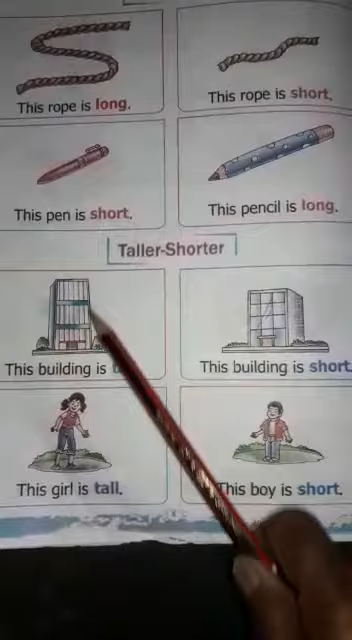 This rope is long.
This rope is short.
This pen is short.
This pencil is long.
Taller-Shorter
This building is
This building is short.
This girl is tall.
This boy is short.